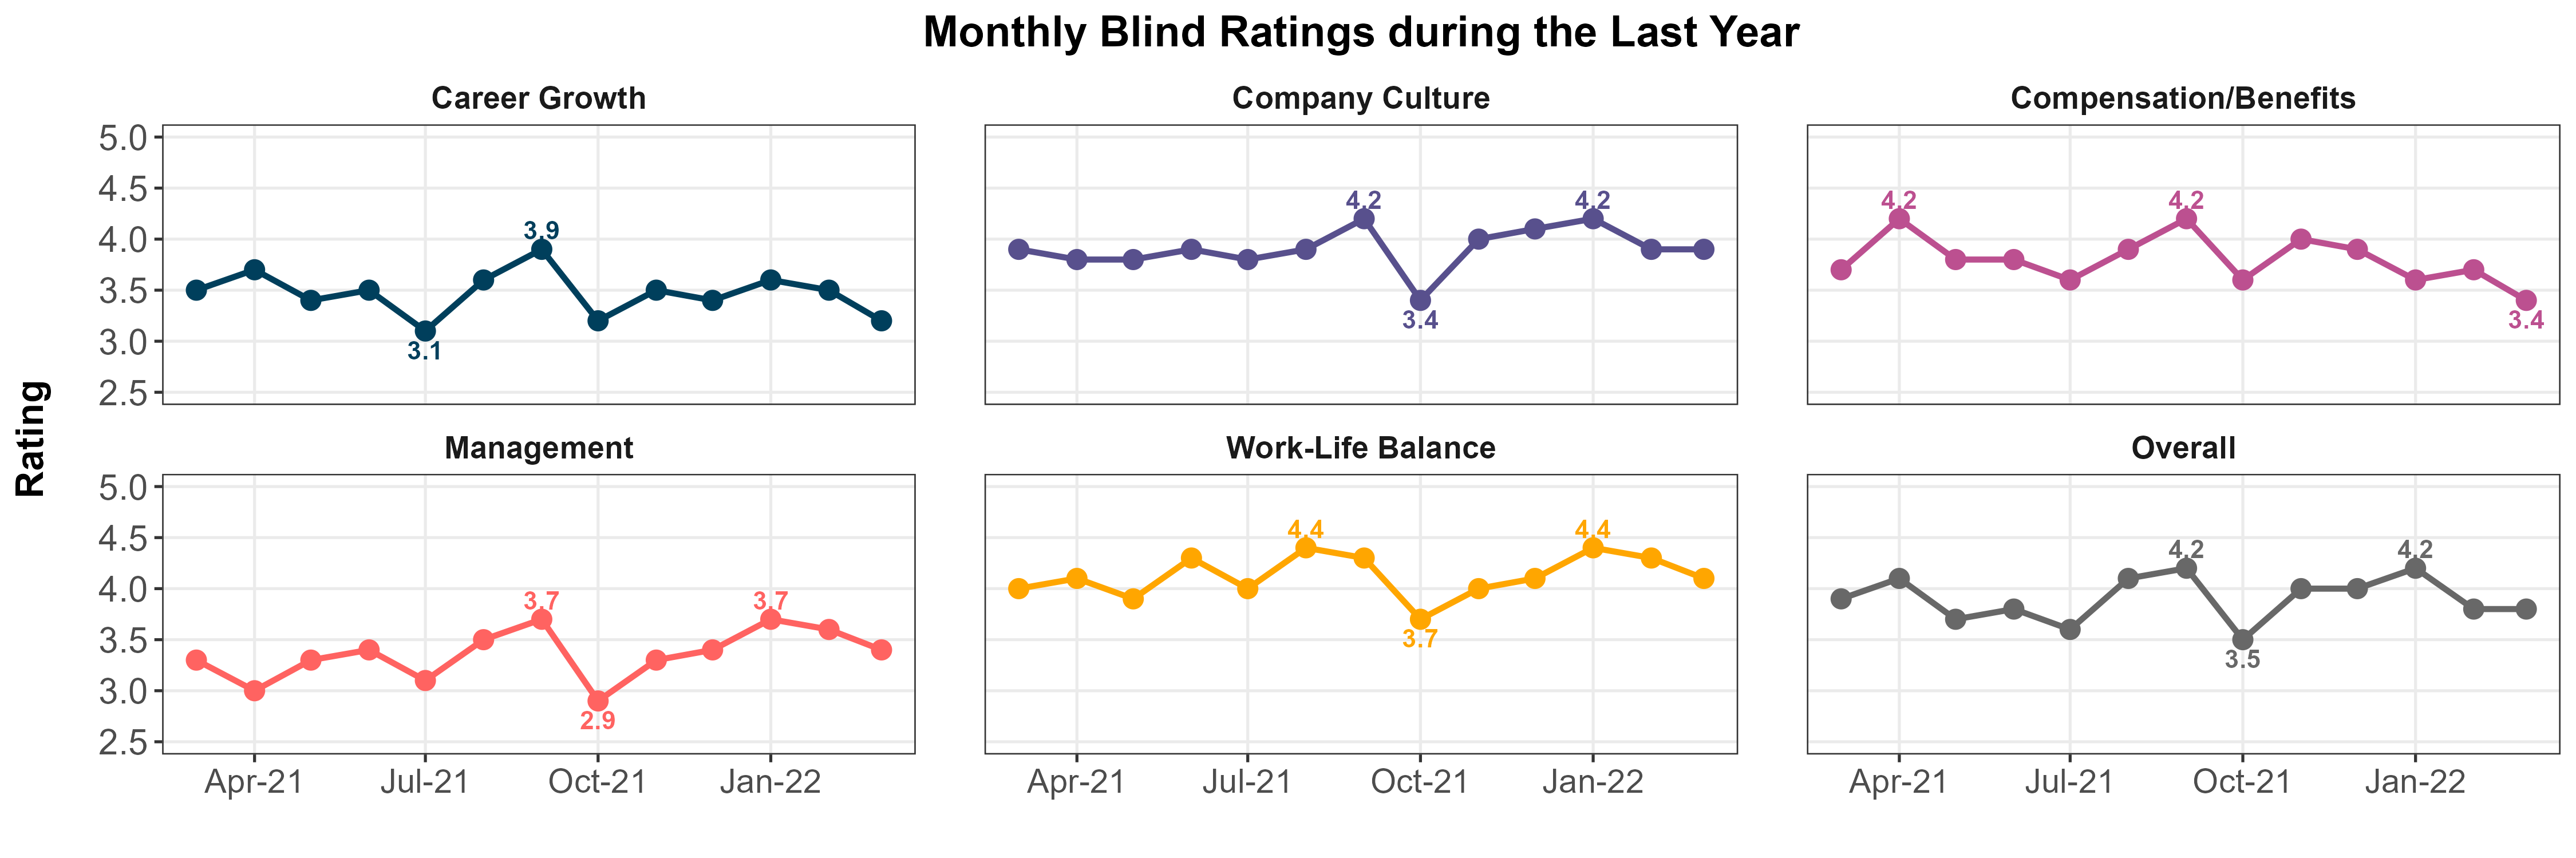 Monthly Blind Ratings during the Last Year
Career Growth
Company Culture
Compensation/Benefits
Rating
5.0
4.5
4.0
3.5
3.0
2.5
3.9
3.1
4.2
4.2
3.4
4.2
4.2
3.4
Management
Work-Life Balance
Overall
5.0
4.5
4.0
3.5
3.0
2.5
3.7
3.7
2.9
4.4
4.4
3.7
4.2
4.2
3.5
Apr-21 Jul-21 Oct-21 Jan-22
Apr-21 Jul-21 Oct-21 Jan-22
Apr-21 Jul-21 Oct-21 Jan-22